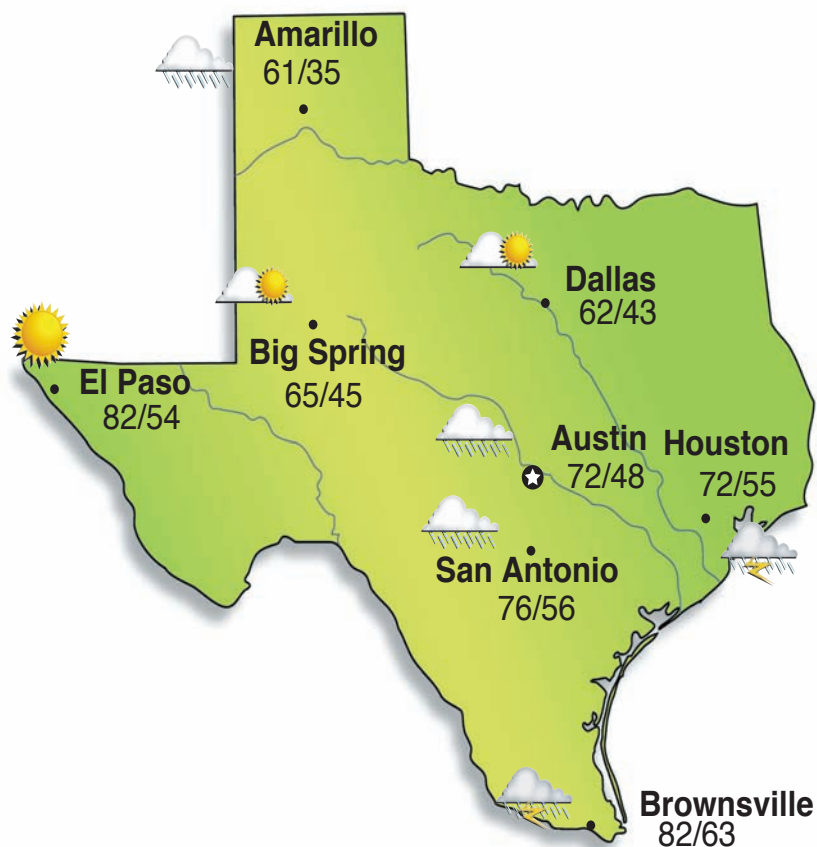 Amarillo
61/35
Dallas
62/43
Big Spring
65/45
El Paso
82/54
Austin
72/48
Houston
72/55
San Antonio
76/56
Brownsville
82/63